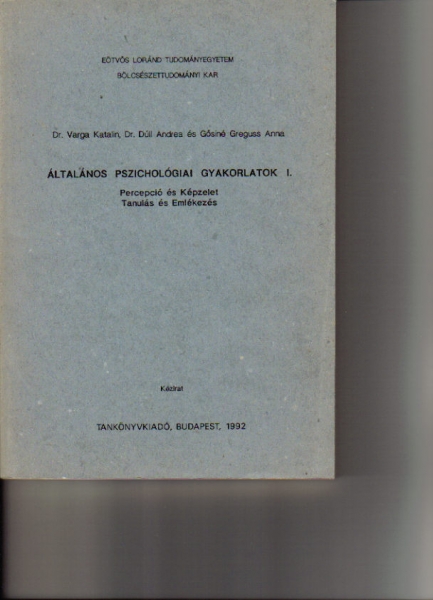 EÖTVÖS LORÁND TUDOMÁNYEGYETEM
BÖLCSÉSZETTUDOMÁNYI KAR
Dr. Varga Katalin, Dr. Dúll Andrea és Gősiné Greguss Anna
ÁLTALÁNOS PSZICHOLÓGIAI GYAKORLATOK I.
Percepció és Képzelet
Tanulás és Emlékezés
Kézirat
TANKÖNYVKIADÓ, BUDAPEST, 1992